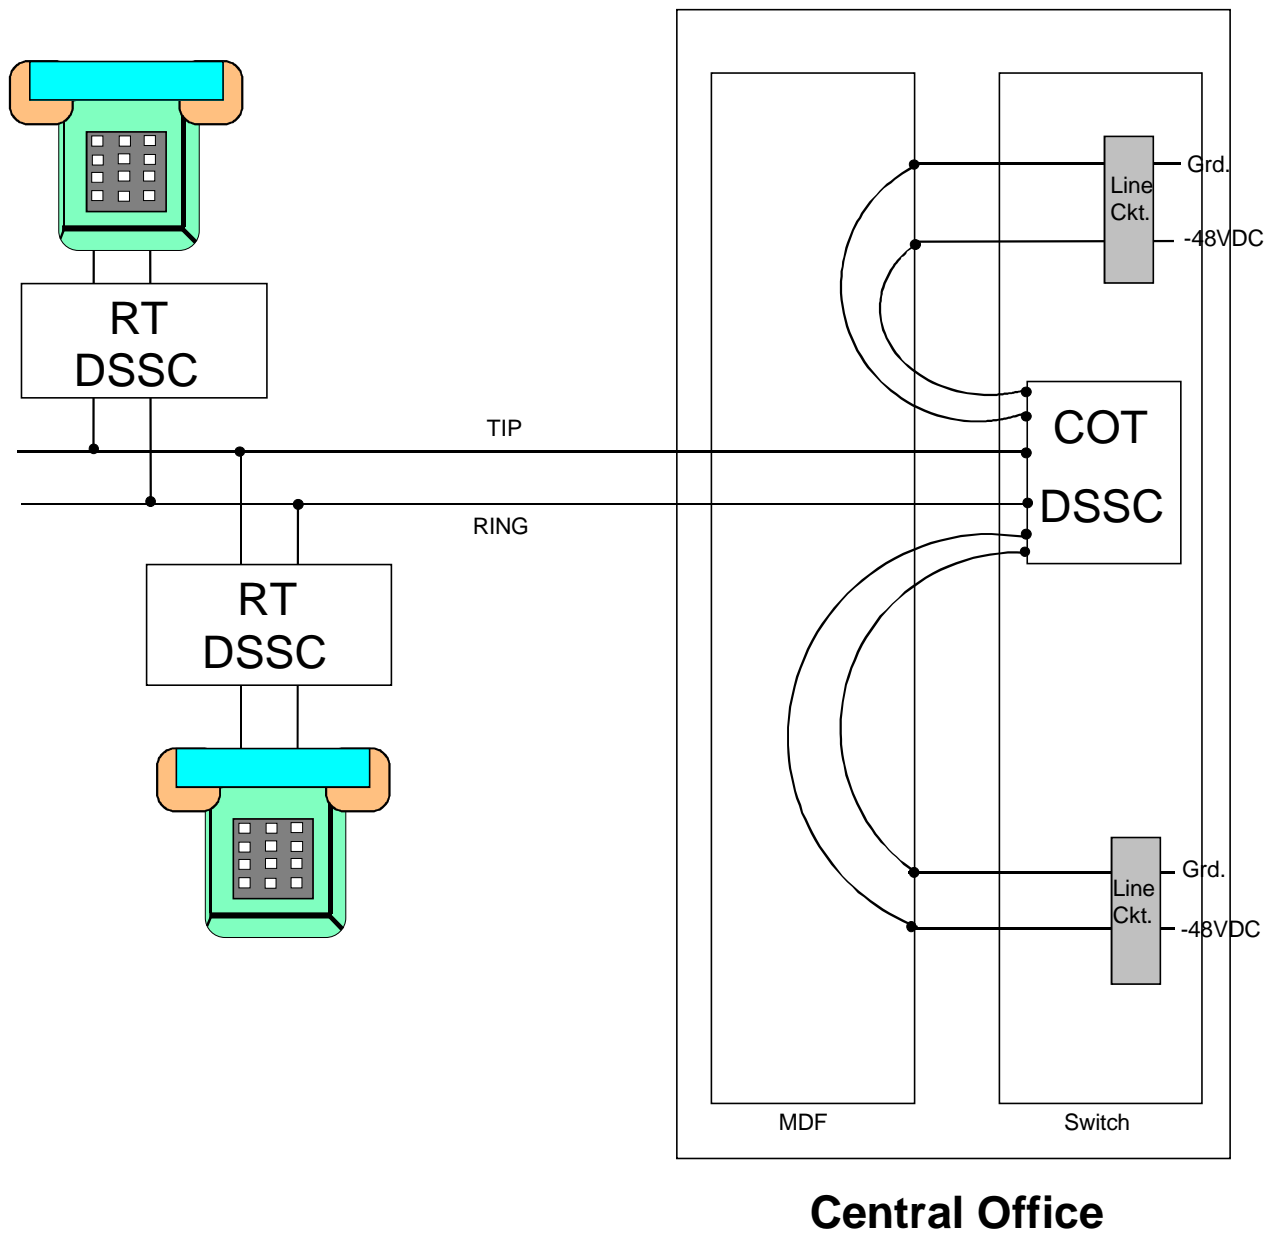 Grd.
Line
Ckt.
-48VDC
RT
DSSC
TIP
COT
DSSC
RING
RT
DSSC
Grd.
Line
Ckt.
-48VDC
MDF
Switch
Central Office